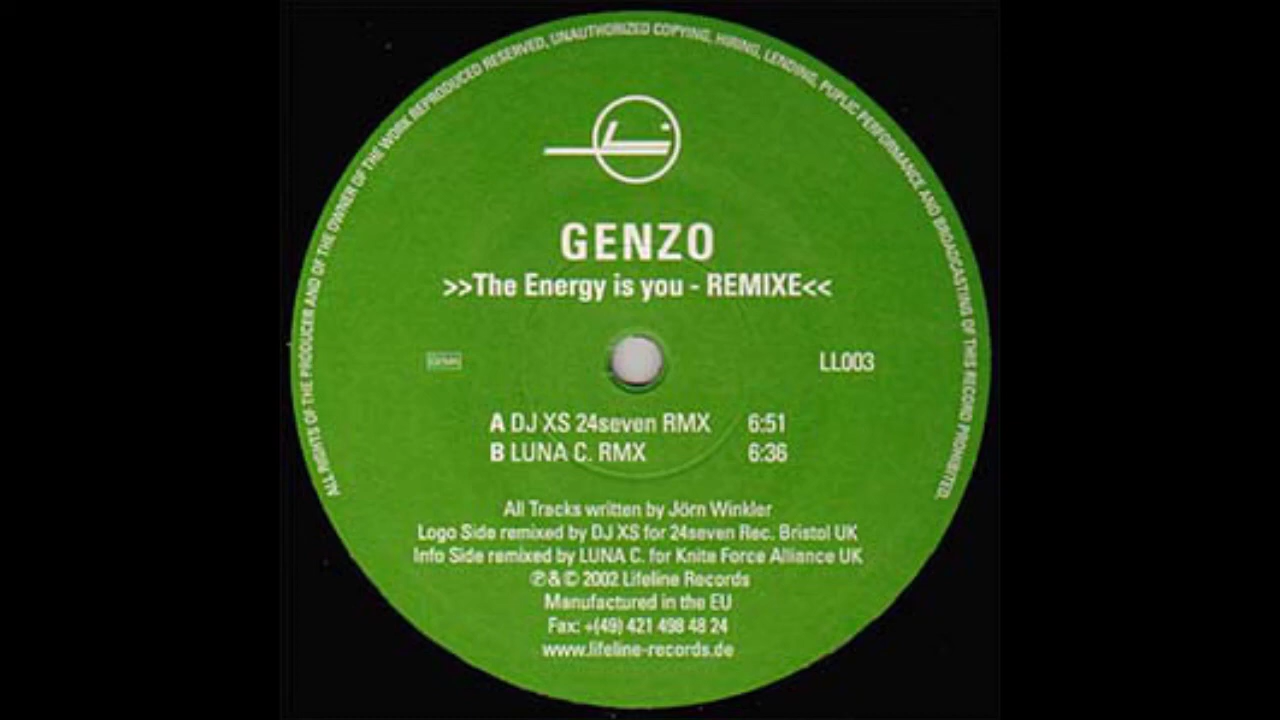 ALL RIGHTS OF THE PRODUCER AND OF THE OWNER OF THE WORK REPRODUCED RESERVED, UNAUTHORIZED COPYING, HIRING, LENDING, PUPLIC PERFORMANCE AND BROADCASTING OF THIS RECORD PROHIBITED.
GENZO
>>The Energy is you - REMIXE<<
LL003
A DJ XS 24seven RMX 6:51
B LUNA C. RMX 6:36
All Tracks written by Jörn Winkler
Logo Side remixed by DJ XS for 24seven Rec. Bristol UK
Info Side remixed by LUNA C. for Knite Force Alliance UK
℗ & © 2002 Lifeline Records
Manufactured in the EU
Fax: +(49) 421 498 48 24
www.lifeline-records.de